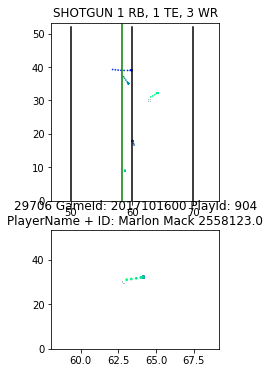 SHOTGUN 1 RB, 1 TE, 3 WR
50
40
30
20
10
0
50 60 70
29706 GameId: 2017101600 PlayId: 904
PlayerName + ID: Marlon Mack 2558123.0
40
20
0
60.0 62.5 65.0 67.5